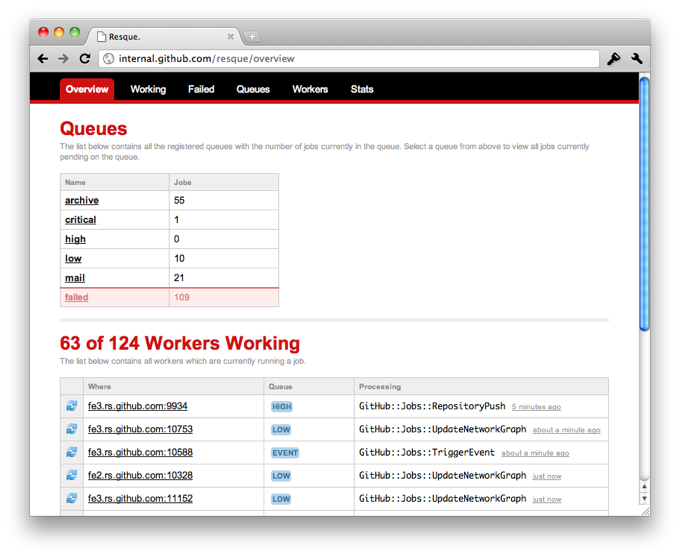 Resque.
internal.github.com/resque/overview
Overview Working Failed Queues Workers Stats
Queues
The list below contains all the registered queues with the number of jobs currently in the queue. Select a queue from above to view all jobs currently
pending on the queue.
Name Jobs
archive 55
critical 1
high 0
low 10
mail 21
failed 109
63 of 124 Workers Working
The list below contains all workers which are currently running a job.
Where Queue Processing
fe3.rs.github.com:9934 HIGH GitHub::Jobs::RepositoryPush 5 minutes ago
fe3.rs.github.com:10753 LOW GitHub::Jobs::UpdateNetworkGraph about a minute ago
fe3.rs.github.com:10588 EVENT GitHub::Jobs::TriggerEvent about a minute ago
fe2.rs.github.com:10328 LOW GitHub::Jobs::UpdateNetworkGraph just now
fe3.rs.github.com:11152 LOW GitHub::Jobs::UpdateNetworkGraph just now